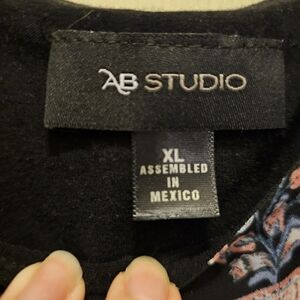 AB STUDIO
XL
ASSEMBLED
IN
MEXICO